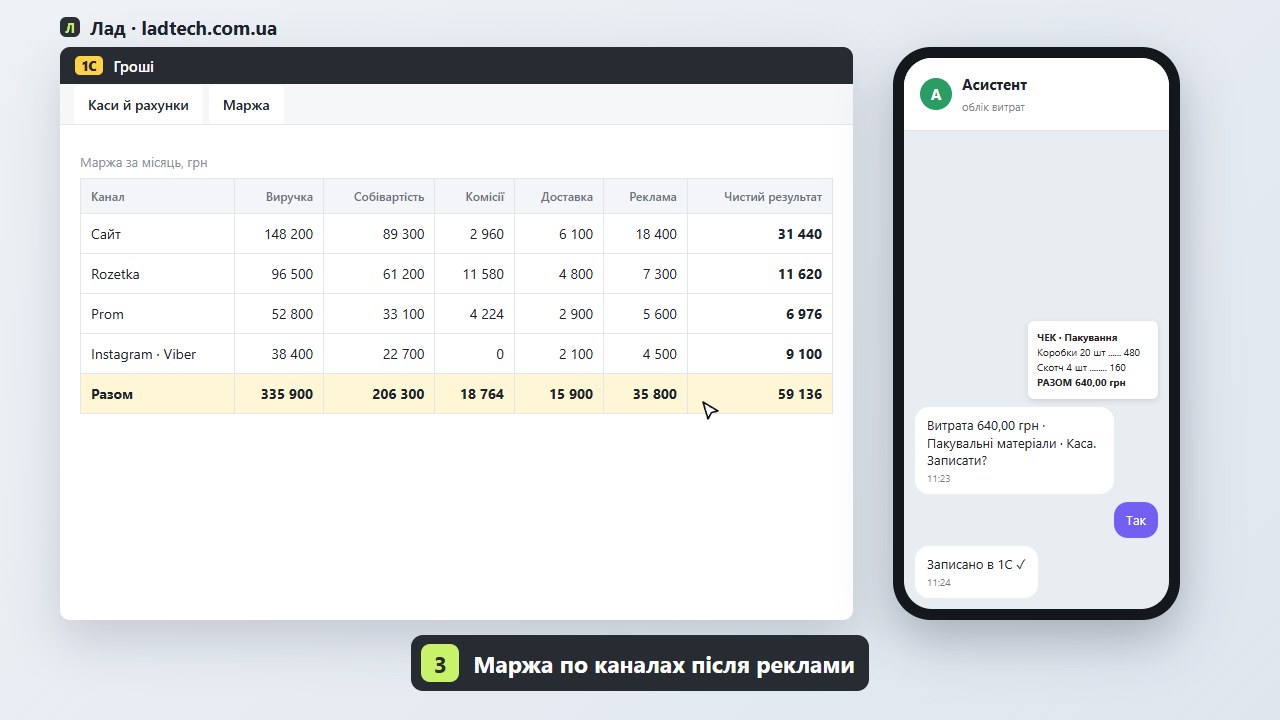 Л Лад · ladtech.com.ua
1С Гроші
Каси й рахунки Маржа
Маржа за місяць, грн
Канал Виручка Собівартість Комісії Доставка Реклама Чистий результат
Сайт 148 200 89 300 2 960 6 100 18 400 31 440
Rozetka 96 500 61 200 11 580 4 800 7 300 11 620
Prom 52 800 33 100 4 224 2 900 5 600 6 976
Instagram · Viber 38 400 22 700 0 2 100 4 500 9 100
Разом 335 900 206 300 18 764 15 900 35 800 59 136
А Асистент
облік витрат
ЧЕК · Пакування
Коробки 20 шт ...... 480
Скотч 4 шт ........ 160
РАЗОМ 640,00 грн
Витрата 640,00 грн ·
Пакувальні матеріали · Каса.
Записати?
11:23
Так
Записано в 1С ✓
11:24
3 Маржа по каналах після реклами